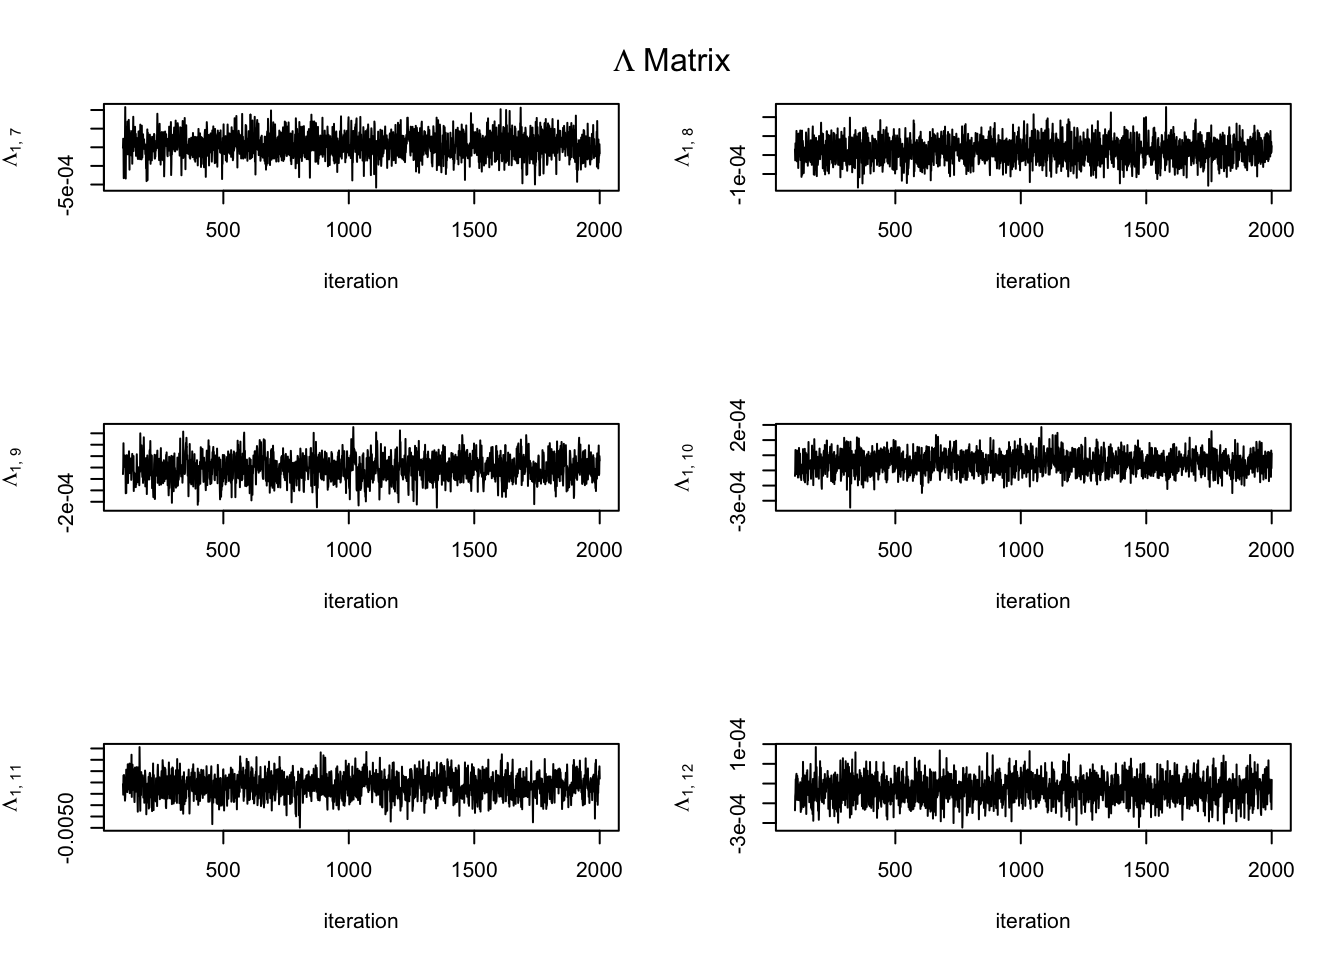 Λ Matrix
Λ1, 7
-5e-04
500 1000 1500 2000
iteration
Λ1, 8
-1e-04
500 1000 1500 2000
iteration
Λ1, 9
-2e-04
500 1000 1500 2000
iteration
Λ1, 10
-3e-04 2e-04
500 1000 1500 2000
iteration
Λ1, 11
-0.0050
500 1000 1500 2000
iteration
Λ1, 12
-3e-04 1e-04
500 1000 1500 2000
iteration